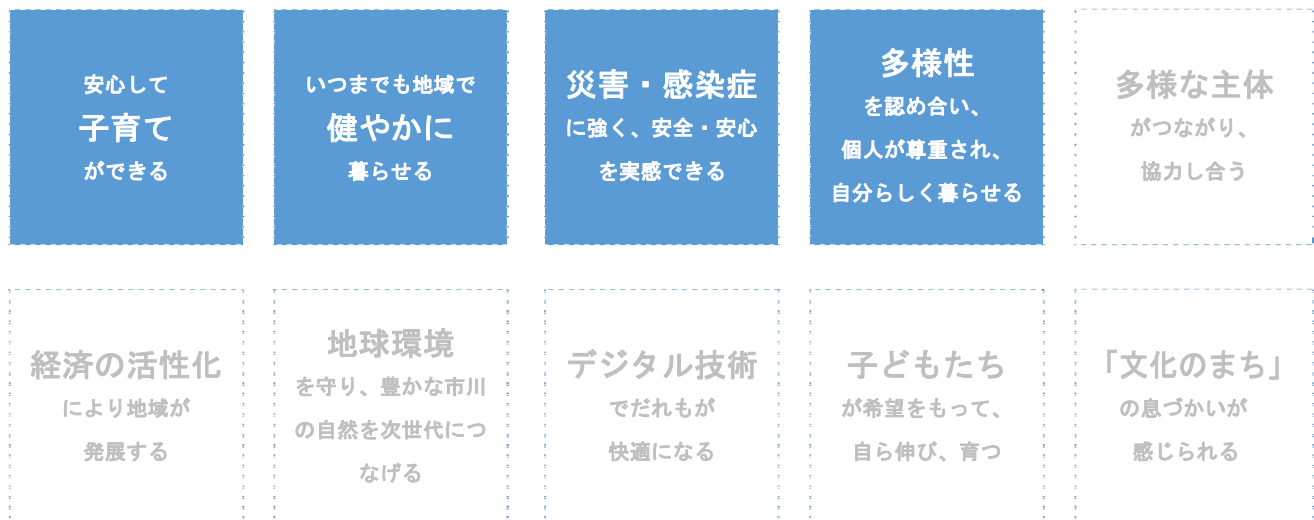 安心して
子育て
ができる
いつまでも地域で
健やかに
暮らせる
災害・感染症
に強く、安全・安心
を実感できる
多様性
を認め合い、
個人が尊重され、
自分らしく暮らせる
多様な主体
がつながり、
協力し合う
経済の活性化
により地域が
発展する
地球環境
を守り、豊かな市川
の自然を次世代につ
なげる
デジタル技術
でだれもが
快適になる
子どもたち
が希望をもって、
自ら伸び、育つ
「文化のまち」
の息づかいが
感じられる